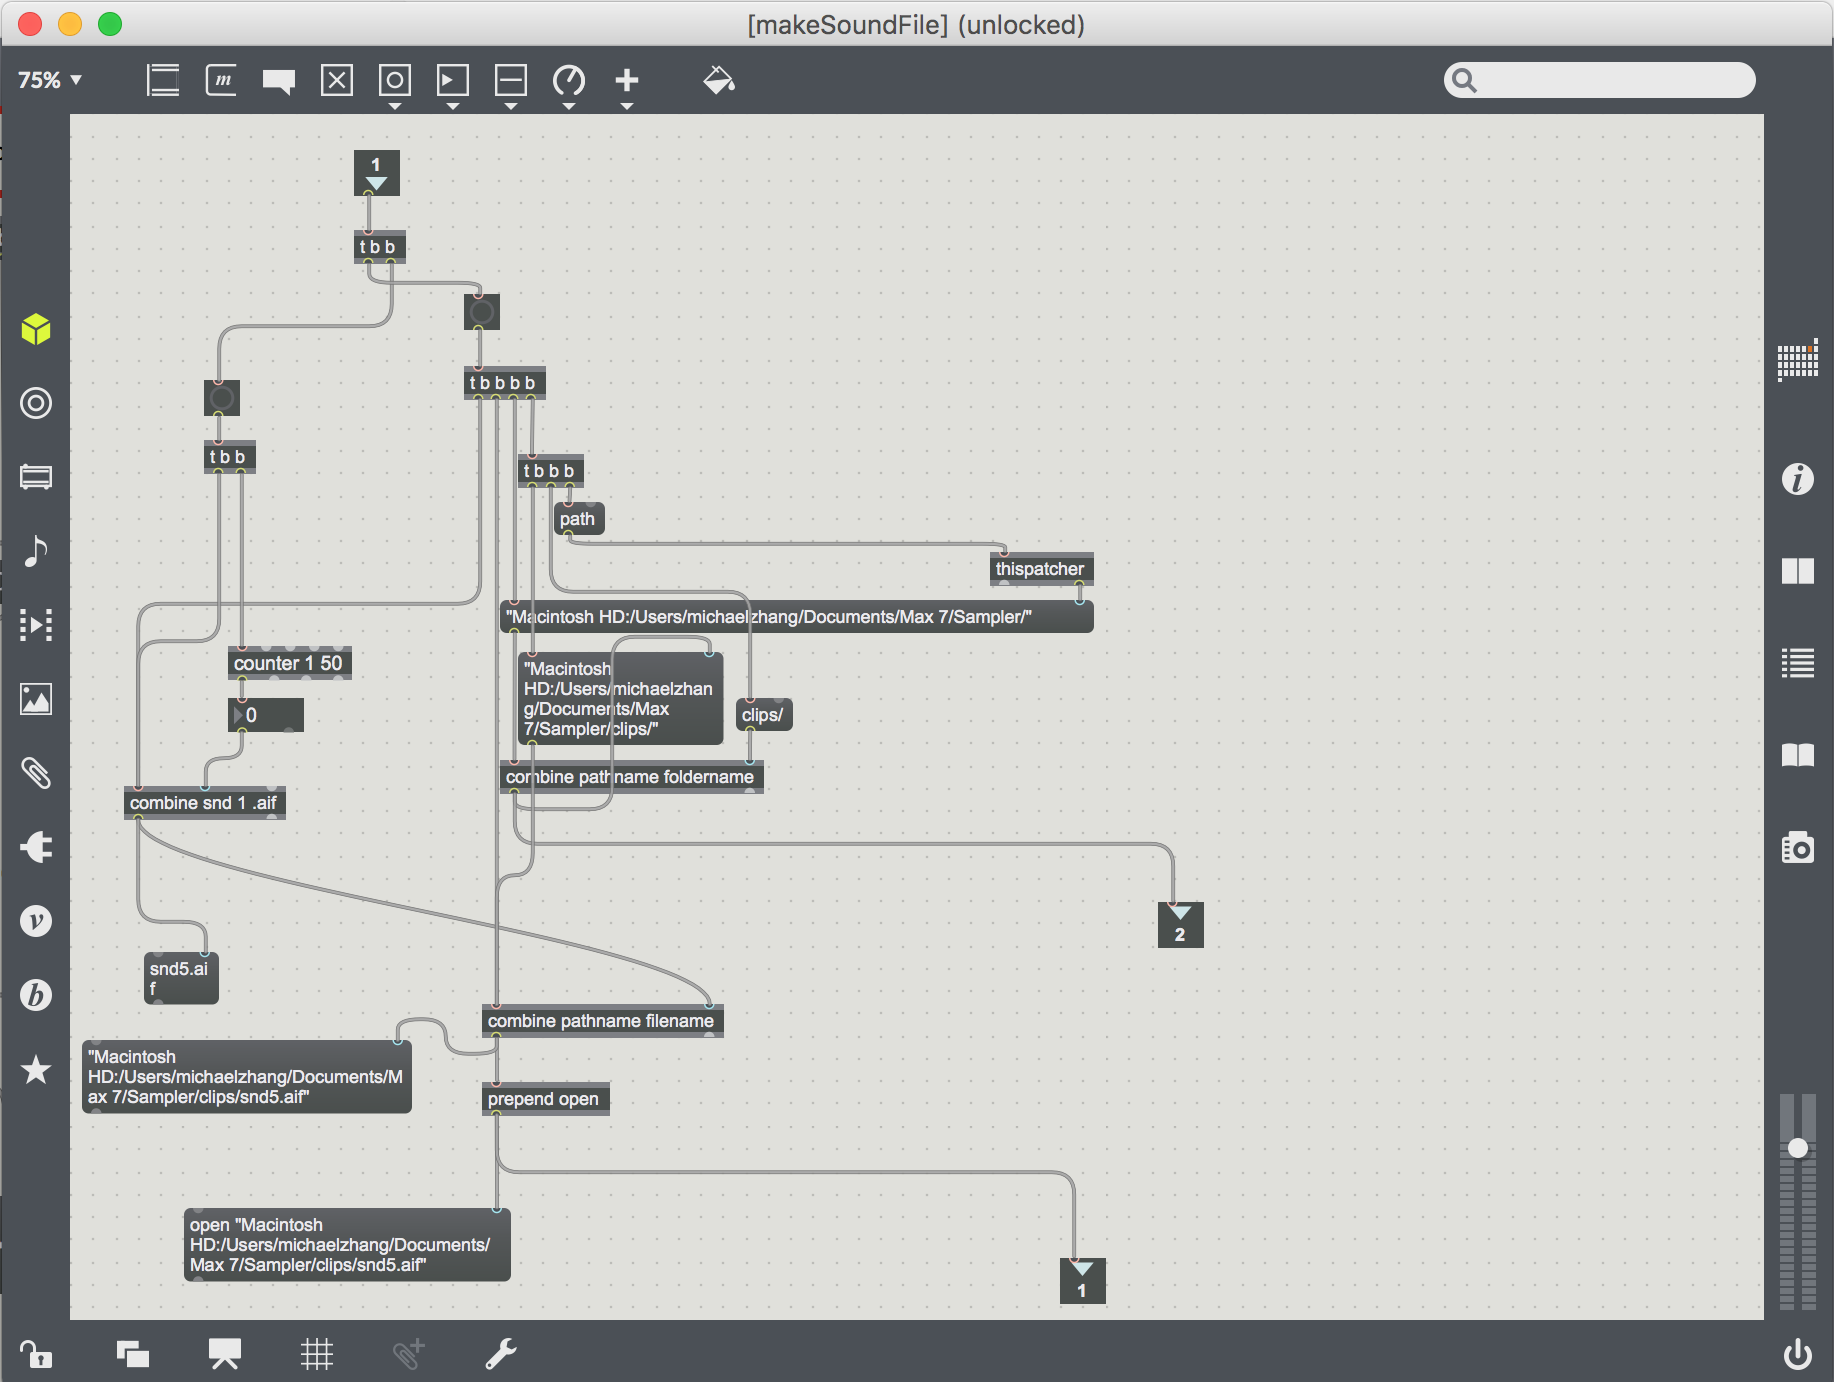 [makeSoundFile] (unlocked)
75%
m
1
t b b
t b b b b
t b b
t b b b
path
thispatcher
"Macintosh HD:/Users/michaelzhang/Documents/Max 7/Sampler/"
counter 1 50
"Macintosh
HD:/Users/michaelzhan
g/Documents/Max
7/Sampler/clips/"
0
clips/
combine pathname foldername
combine snd 1 .aif
2
snd5.ai
f
combine pathname filename
"Macintosh
HD:/Users/michaelzhang/Documents/M
ax 7/Sampler/clips/snd5.aif"
prepend open
open "Macintosh
HD:/Users/michaelzhang/Documents/
Max 7/Sampler/clips/snd5.aif"
1
i
v
b